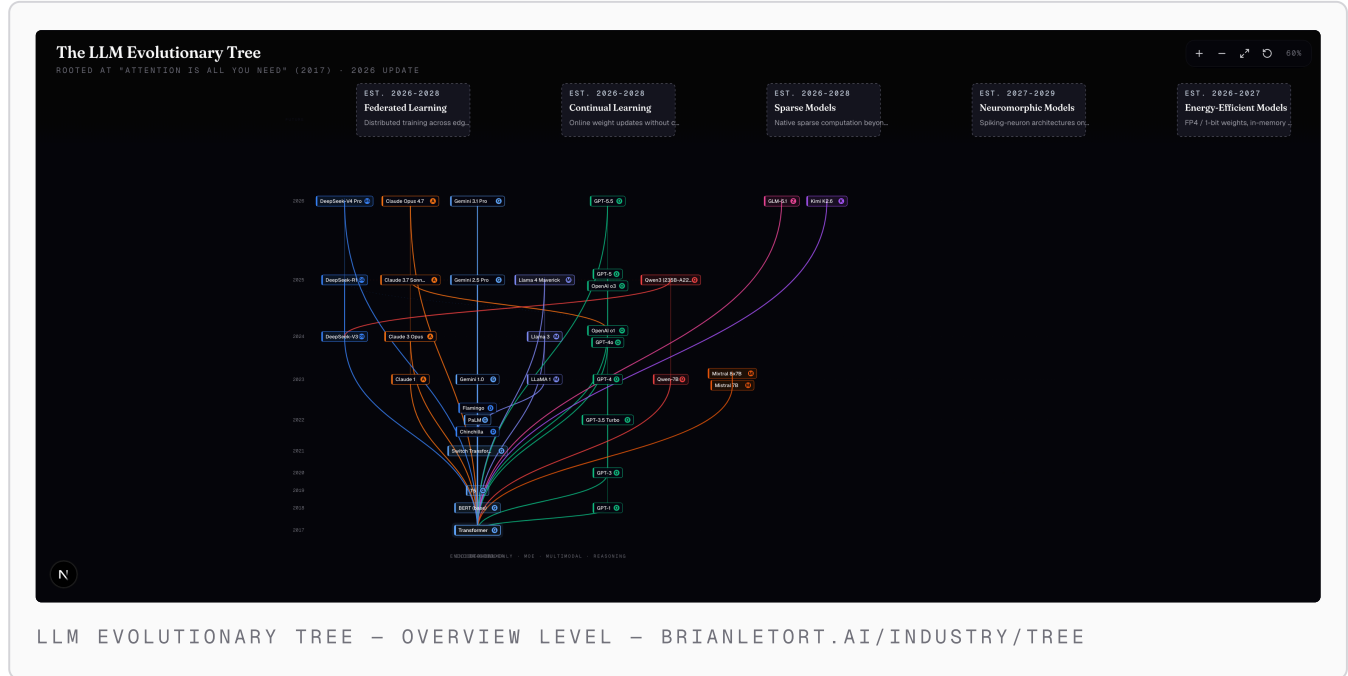 The LLM Evolutionary Tree
ROOTED AT "ATTENTION IS ALL YOU NEED" (2017) · 2026 UPDATE
60%
EST. 2026-2028
Federated Learning
Distributed training across edg…
EST. 2026-2028
Continual Learning
Online weight updates without c…
EST. 2026-2028
Sparse Models
Native sparse computation beyon…
EST. 2027-2029
Neuromorphic Models
Spiking-neuron architectures on…
EST. 2026-2027
Energy-Efficient Models
FP4 / 1-bit weights, in-memory …
2026
DeepSeek-V4 Pro
Claude Opus 4.7
Gemini 3.1 Pro
GPT-5.5
GLM-5.1
Kimi K2.6
2025
DeepSeek-R1
Claude 3.7 Sonn…
Gemini 2.5 Pro
Llama 4 Maverick
GPT-5
OpenAI o3
Qwen3 (235B-A22…
2024
DeepSeek-V3
Claude 3 Opus
Llama 3
OpenAI o1
GPT-4o
2023
Claude 1
Gemini 1.0
LLaMA 1
GPT-4
Qwen-7B
Mixtral 8x7B
Mistral 7B
Flamingo
2022
PaLM
GPT-3.5 Turbo
Chinchilla
2021
Switch Transfor…
2020
GPT-3
2019
T5
2018
BERT (base)
GPT-1
2017
Transformer
· MOE · MULTIMODAL · REASONING
N
LLM EVOLUTIONARY TREE — OVERVIEW LEVEL — BRIANLETORT.AI/INDUSTRY/TREE